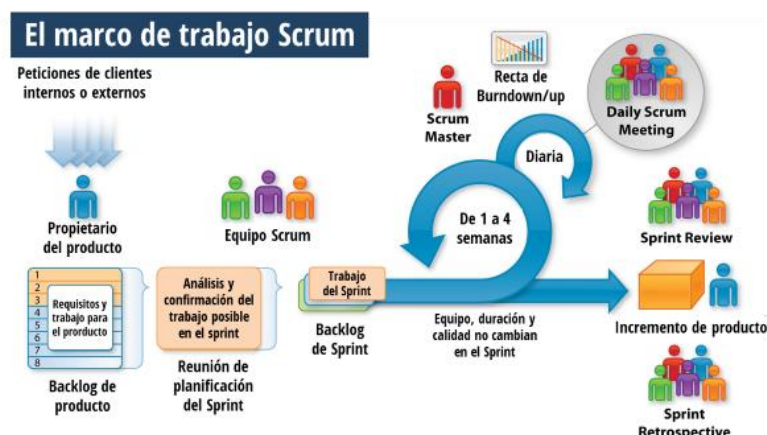 El marco de trabajo Scrum
Peticiones de clientes
internos o externos
Propietario
del producto
1
2
3
4
5
6
7
8
Requisitos y
trabajo para
el producto
Backlog de
producto
Equipo Scrum
Análisis y
confirmación del
trabajo posible
en el sprint
Reunión de
planificación
del Sprint
Trabajo
del Sprint
Backlog
de Sprint
Scrum
Master
Recta de
Burndown/up
Daily Scrum
Meeting
Diaria
De 1 a 4
semanas
Equipo, duración y
calidad no cambian
en el Sprint
Sprint Review
Incremento de producto
Sprint
Retrospective